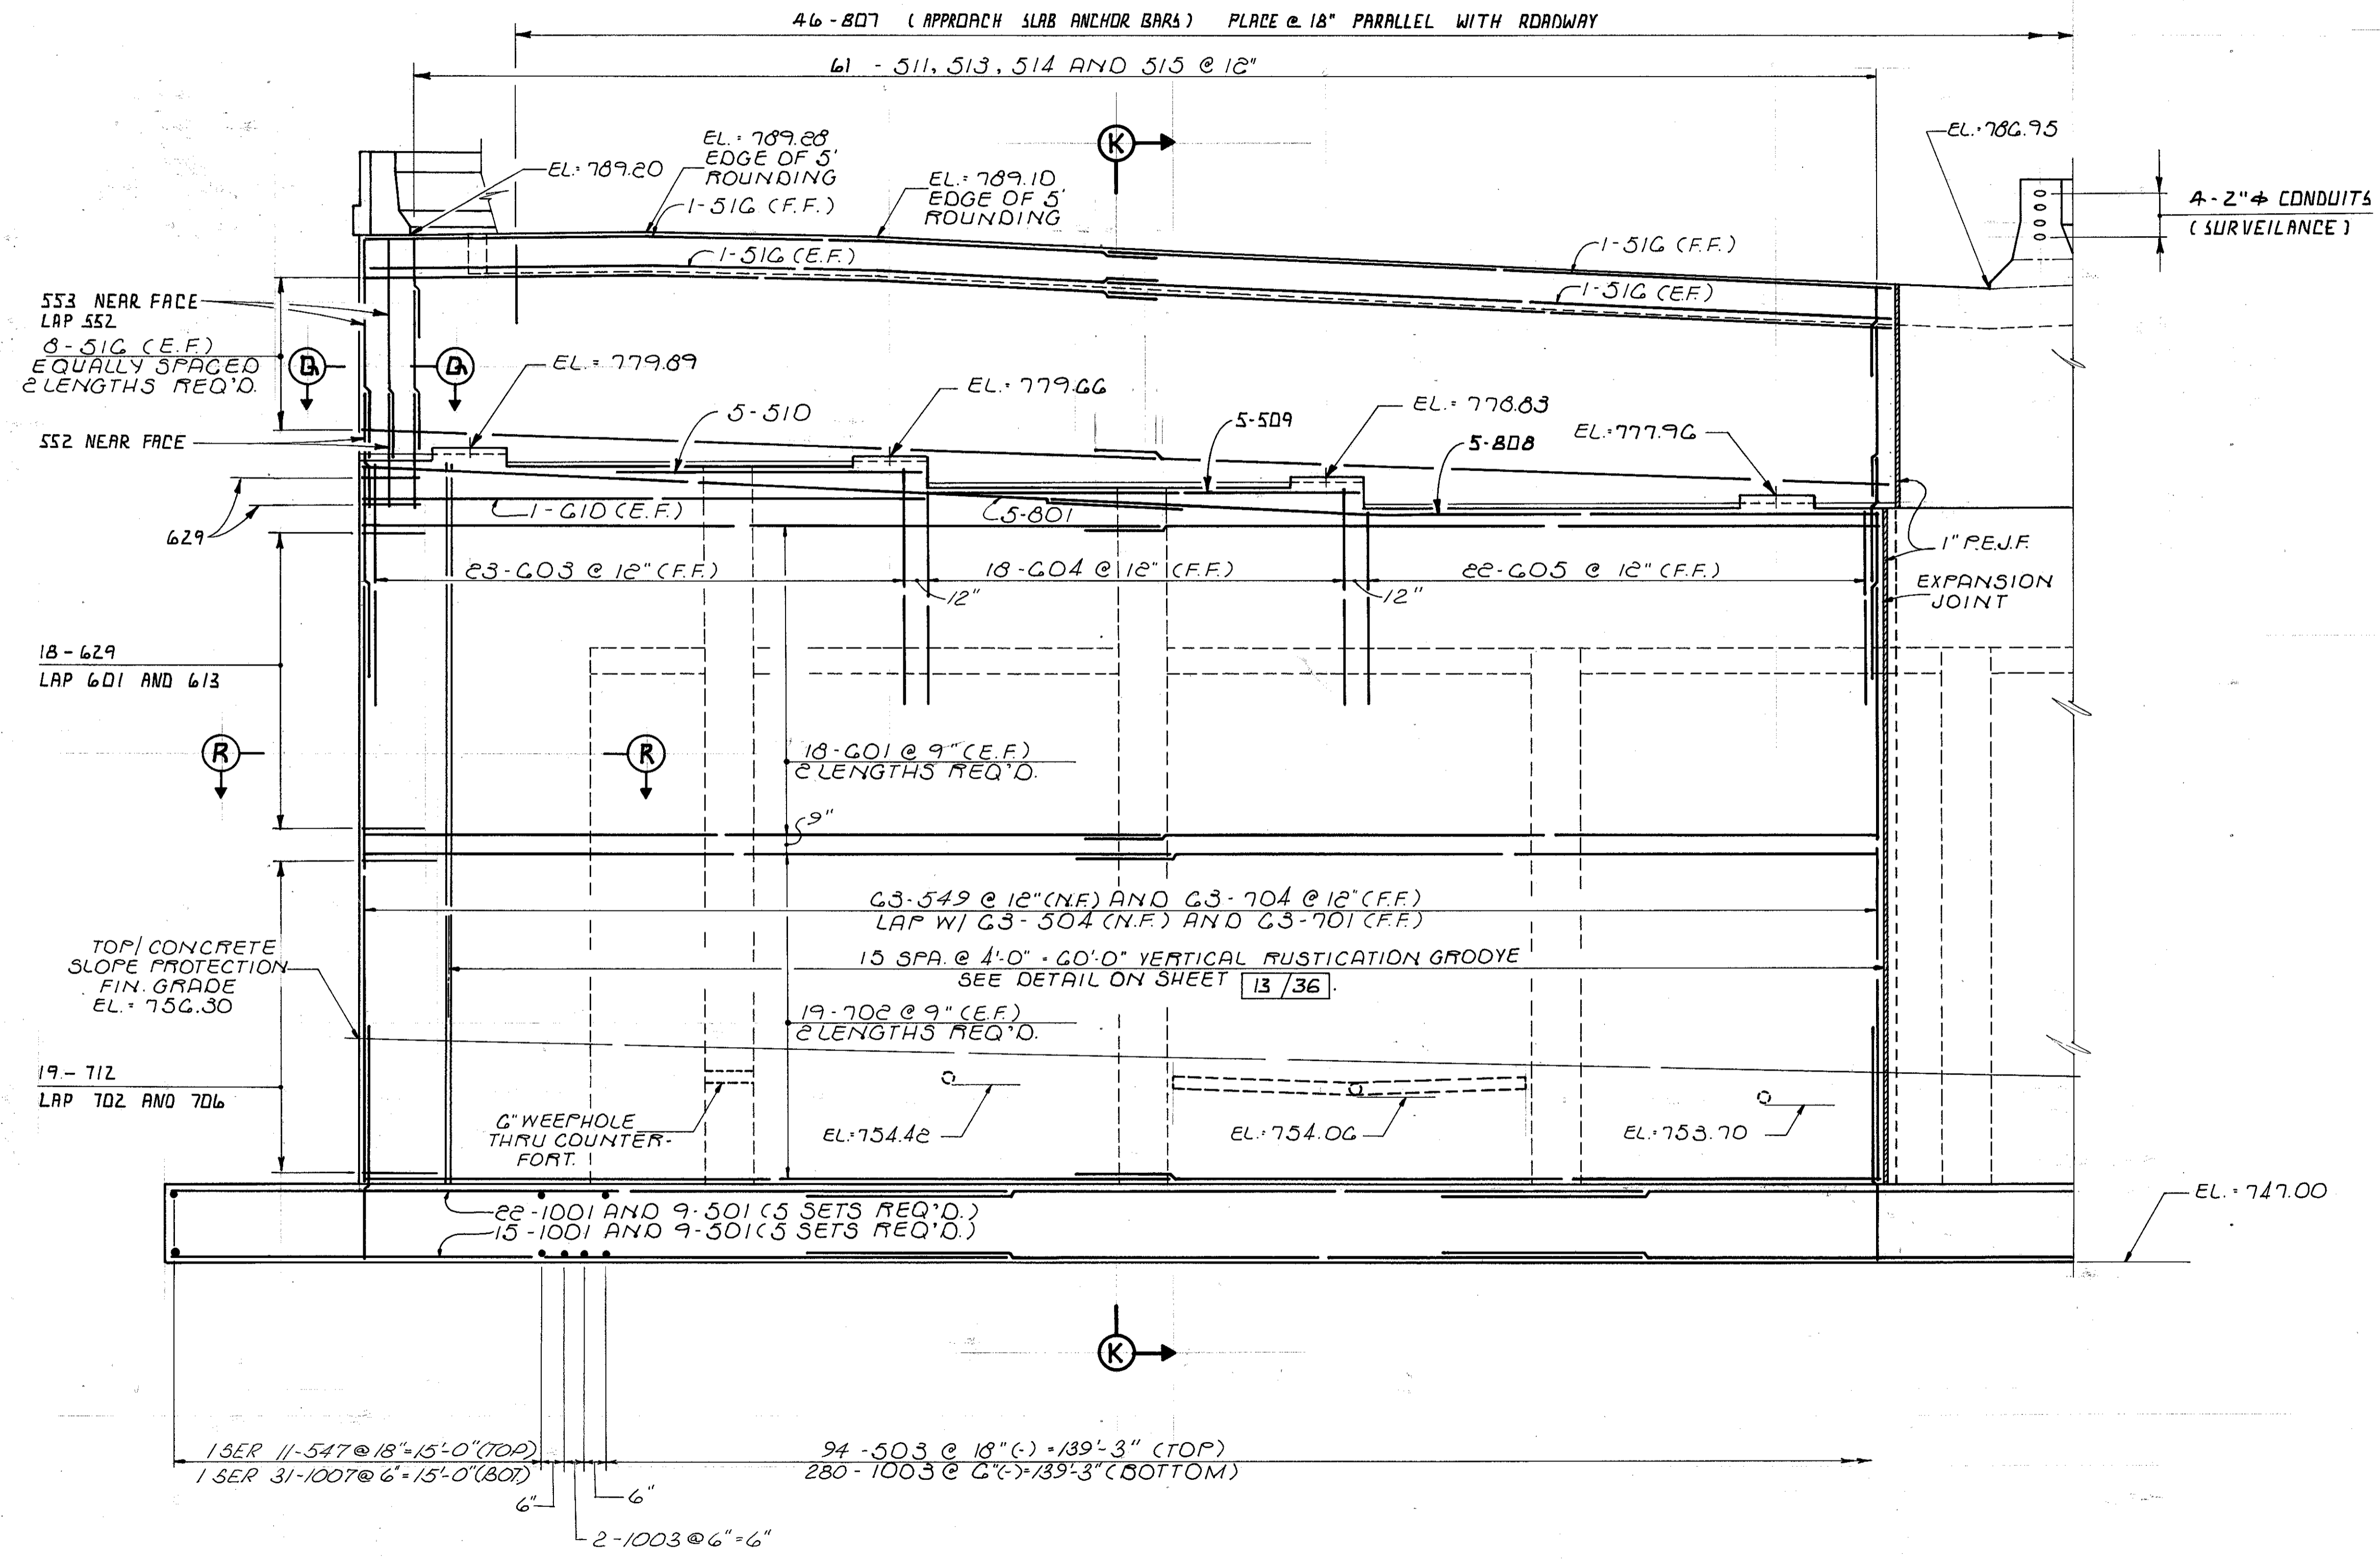 46-807 (APPROACH SLAB ANCHOR BARS) PLACE @ 18" PARALLEL WITH ROADWAY
61 - 511, 513, 514 AND 515 @ 12"
EL.= 789.28
EDGE OF 5'
ROUNDING
1-516 (F.F.)
EL.= 789.20
EL.= 789.10
EDGE OF 5'
ROUNDING
K
EL.= 786.95
4-2"⌀ CONDUITS
(SURVEILANCE)
1-516 (E.F.)
1-516 (F.F.)
1-516 (E.F.)
553 NEAR FACE
LAP 552
8-516 (E.F.)
EQUALLY SPACED
2 LENGTHS REQ'D.
552 NEAR FACE
EL.= 779.89
EL.= 779.66
EL.= 778.83
EL.=777.96
5-510
5-509
5-808
1-610 (E.F.)
5-801
629
23-603 @ 12" (F.F.)
12"
18-604 @ 12" (F.F.)
12"
22-605 @ 12" (F.F.)
1" P.E.J.F.
EXPANSION
JOINT
18-629
LAP 601 AND 613
R
R
18-601 @ 9" (E.F.)
2 LENGTHS REQ'D.
9"
63-549 @ 12" (N.F.) AND 63-704 @ 12" (F.F.)
LAP W/ 63-504 (N.F.) AND 63-701 (F.F.)
TOP/CONCRETE
SLOPE PROTECTION
FIN. GRADE
EL.= 756.30
15 SPA. @ 4'-0" = 60'-0" VERTICAL RUSTICATION GROOVE
SEE DETAIL ON SHEET 13/36.
19-702 @ 9" (E.F.)
2 LENGTHS REQ'D.
19.- 712
LAP 702 AND 706
6" WEEPHOLE
THRU COUNTER-
FORT.
EL.=754.42
EL.=754.06
EL.=753.70
22-1001 AND 9-501 (5 SETS REQ'D.)
15-1001 AND 9-501 (5 SETS REQ'D.)
EL.= 747.00
K
1 SER 11-547 @ 18"=15'-0" (TOP)
1 SER 31-1007 @ 6"=15'-0" (BOT.)
94-503 @ 18"(-) =139'-3" (TOP)
280-1003 @ 6"(-)=139'-3" (BOTTOM)
6"
6"
2-1003 @ 6"=6"